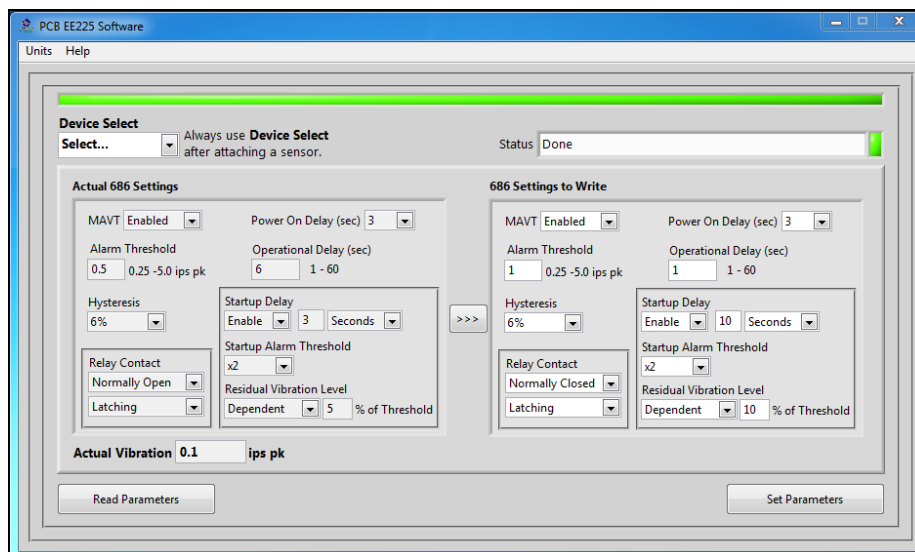 PCB EE225 Software
Units Help
Device Select
Select...
Always use Device Select
after attaching a sensor.
Status Done
Actual 686 Settings
MAVT Enabled
Power On Delay (sec) 3
Alarm Threshold
0.5 0.25 -5.0 ips pk
Operational Delay (sec)
6 1 - 60
Hysteresis
6%
Startup Delay
Enable 3 Seconds
Startup Alarm Threshold
x2
Relay Contact
Normally Open
Latching
Residual Vibration Level
Dependent 5 % of Threshold
Actual Vibration 0.1 ips pk
>>>
686 Settings to Write
MAVT Enabled
Power On Delay (sec) 3
Alarm Threshold
1 0.25 -5.0 ips pk
Operational Delay (sec)
1 1 - 60
Hysteresis
6%
Startup Delay
Enable 10 Seconds
Startup Alarm Threshold
x2
Relay Contact
Normally Closed
Latching
Residual Vibration Level
Dependent 10 % of Threshold
Read Parameters
Set Parameters